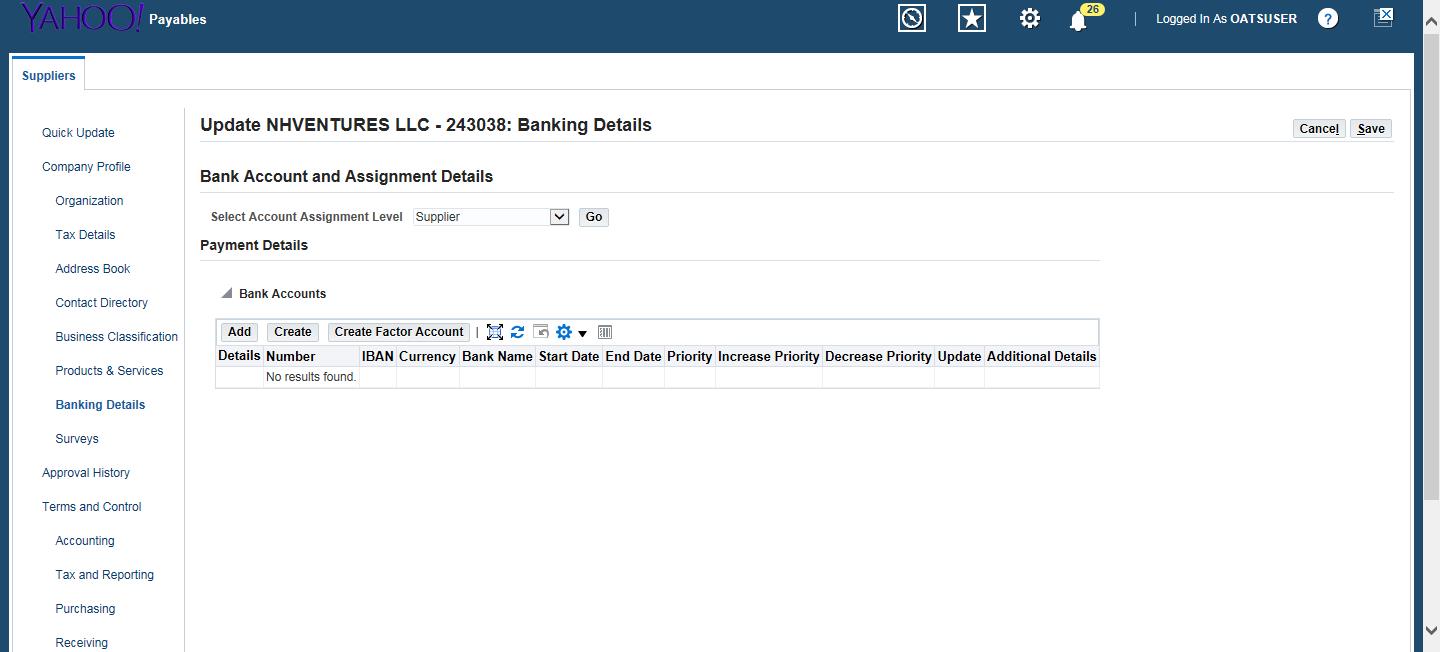 YAHOO! Payables 26 Logged In As OATSUSER ?
Suppliers
Quick Update
Company Profile
Organization
Tax Details
Address Book
Contact Directory
Business Classification
Products & Services
Banking Details
Surveys
Approval History
Terms and Control
Accounting
Tax and Reporting
Purchasing
Receiving
Update NHVENTURES LLC - 243038: Banking Details
Cancel Save
Bank Account and Assignment Details
Select Account Assignment Level Supplier Go
Payment Details
Bank Accounts
Add Create Create Factor Account |
Details Number IBAN Currency Bank Name Start Date End Date Priority Increase Priority Decrease Priority Update Additional Details
No results found.